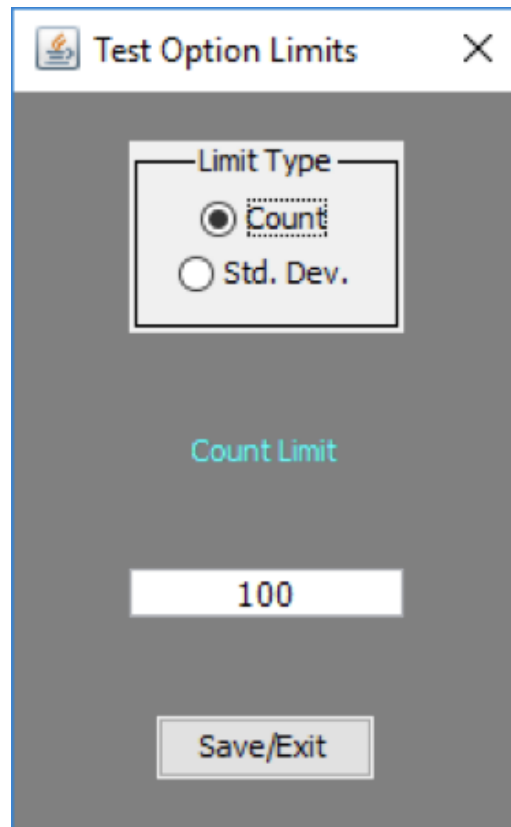 Test Option Limits
Limit Type
Count
Std. Dev.
Count Limit
100
Save/Exit